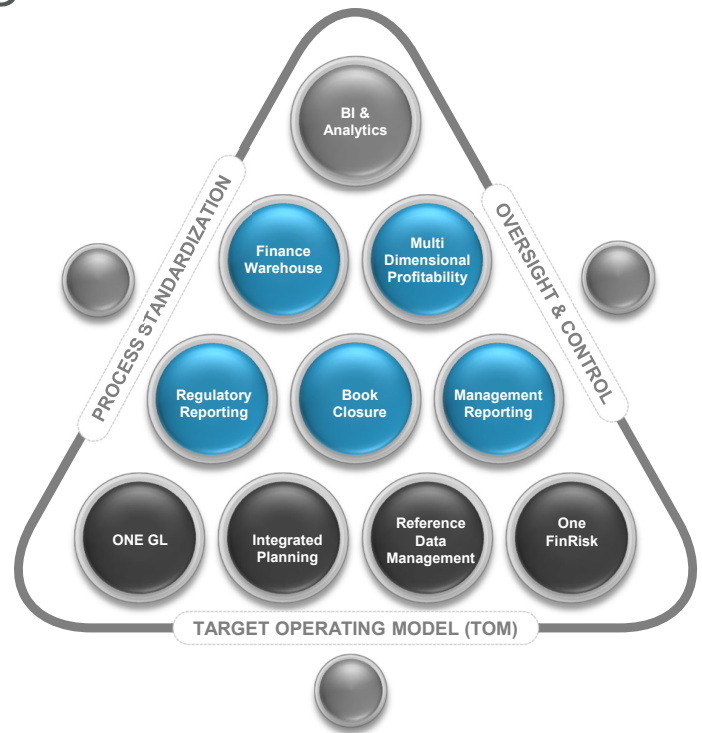 BI &
Analytics
PROCESS STANDARDIZATION
OVERSIGHT & CONTROL
Finance
Warehouse
Multi
Dimensional
Profitability
Regulatory
Reporting
Book
Closure
Management
Reporting
ONE GL
Integrated
Planning
Reference
Data
Management
One
FinRisk
TARGET OPERATING MODEL (TOM)